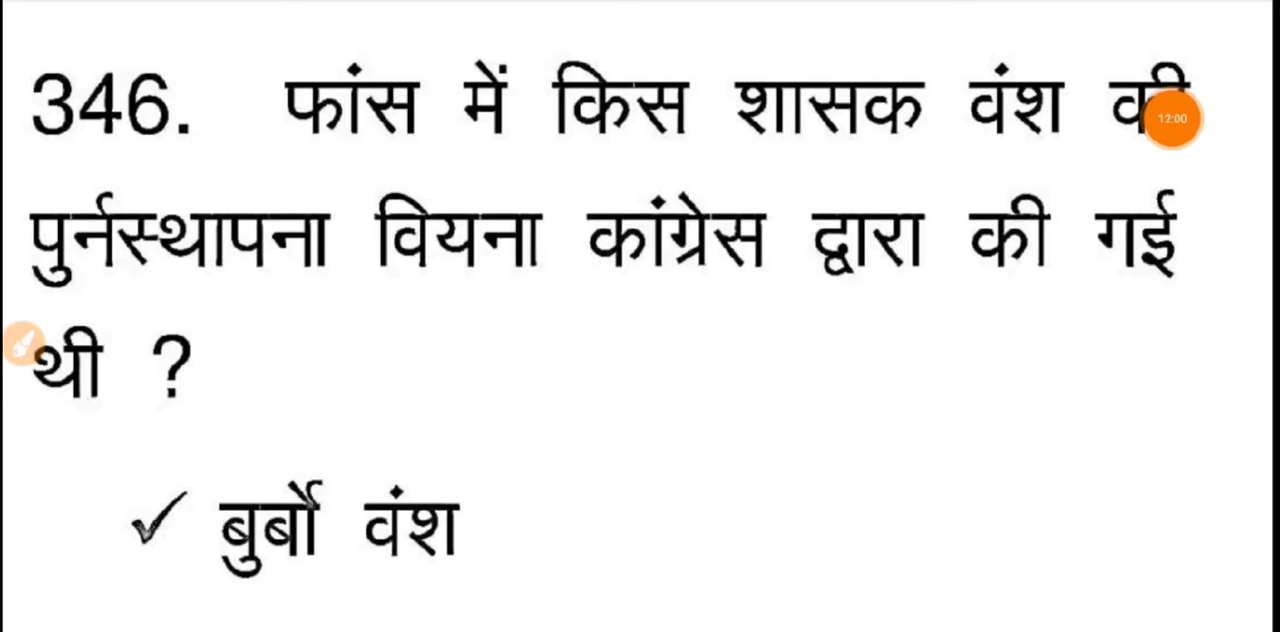 346. फांस में किस शासक वंश की
12:00
पुर्नस्थापना वियना कांग्रेस द्वारा की गई
थी ?
✓ बुर्बो वंश